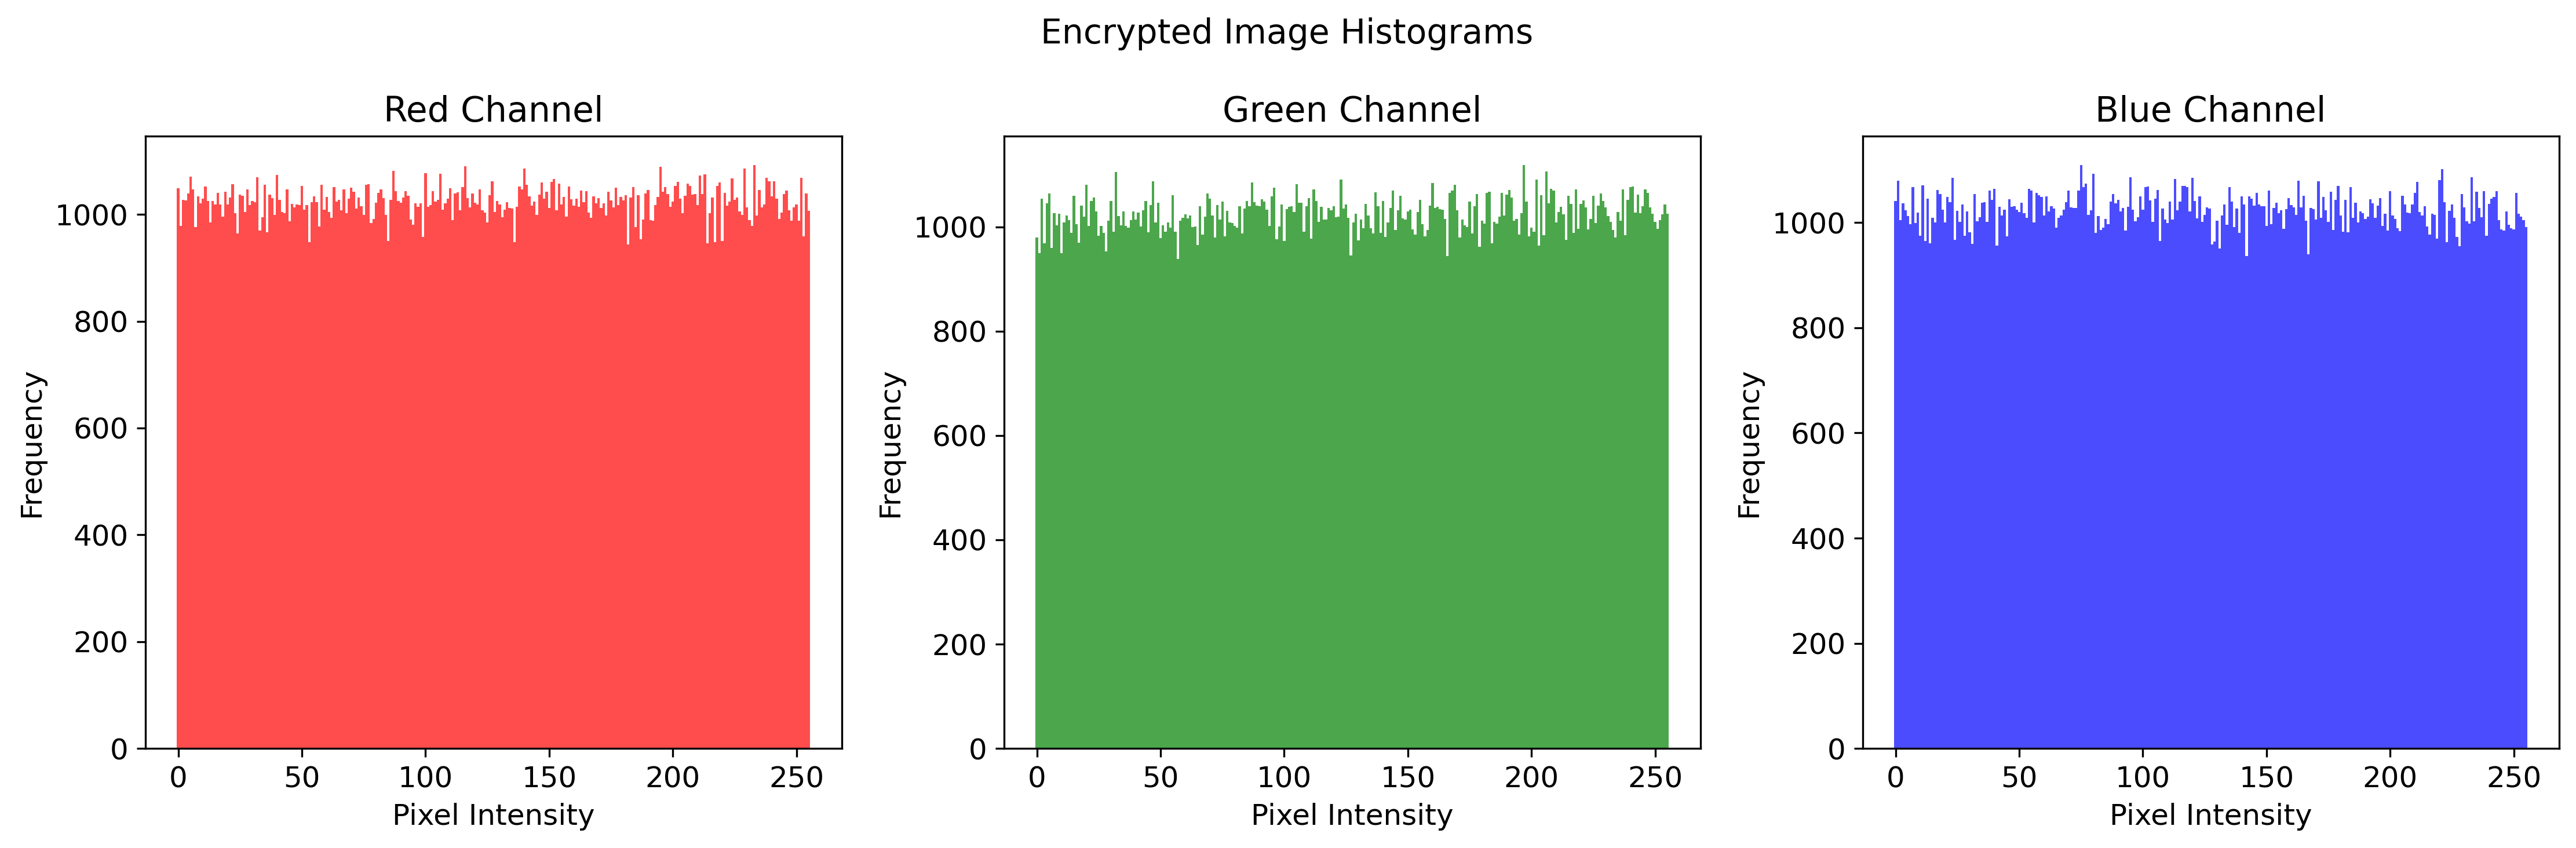 Encrypted Image Histograms
Red Channel
Frequency
0
200
400
600
800
1000
0 50 100 150 200 250
Pixel Intensity
Green Channel
Frequency
0
200
400
600
800
1000
0 50 100 150 200 250
Pixel Intensity
Blue Channel
Frequency
0
200
400
600
800
1000
0 50 100 150 200 250
Pixel Intensity